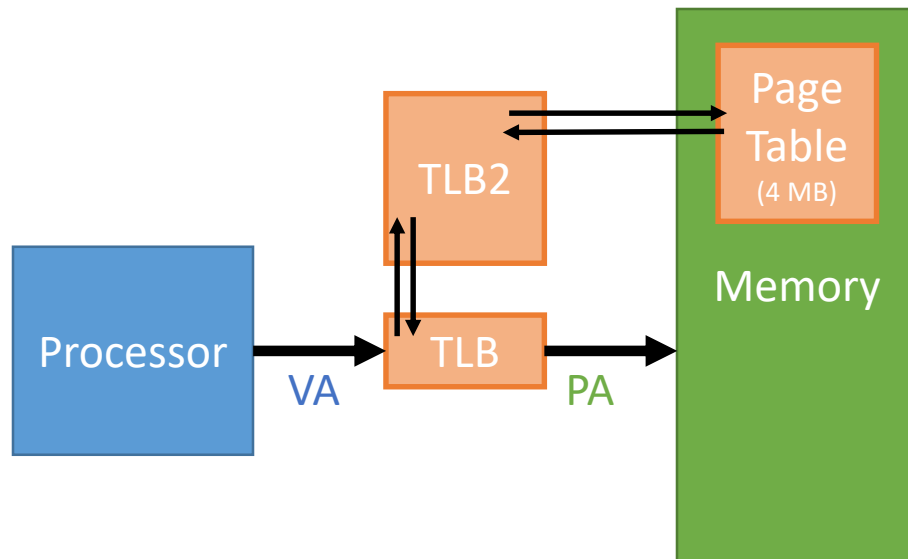 Page
Table
(4 MB)
TLB2
Memory
Processor
TLB
VA
PA